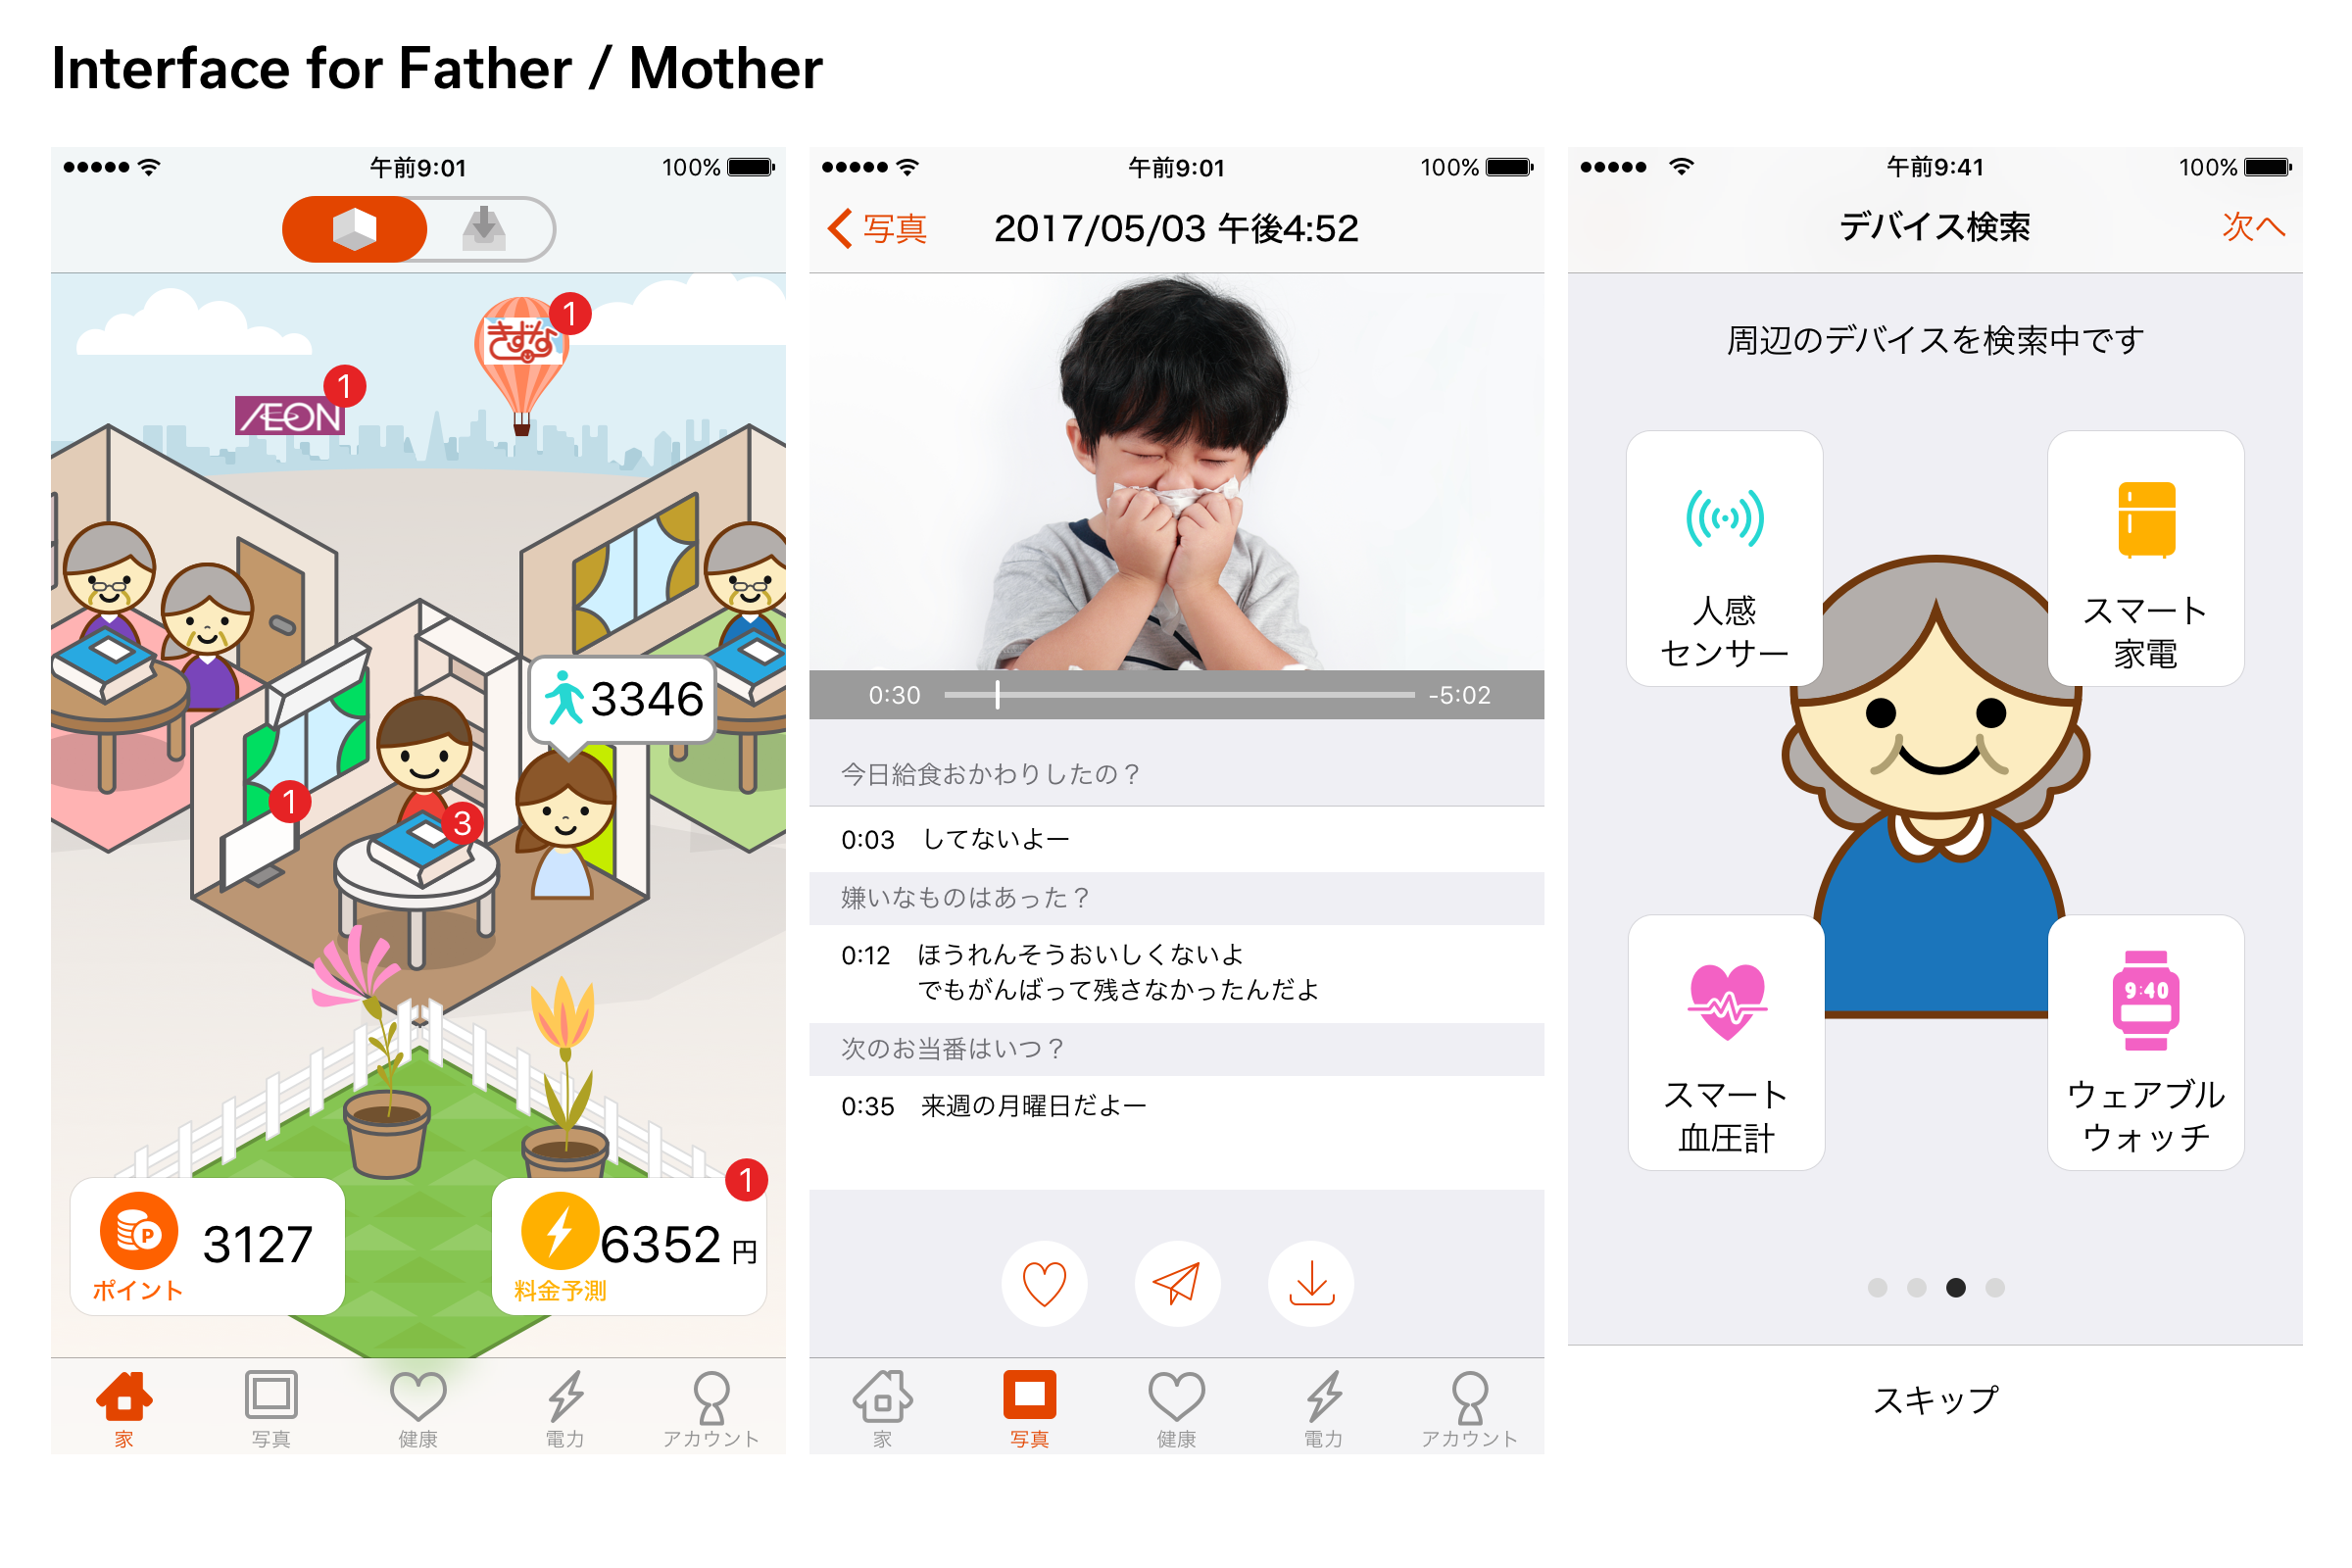 Interface for Father / Mother
午前9:01
100%
きずな
1
1
ÆON
3346
1
3
1
3127
ポイント
6352 円
料金予測
家
写真
健康
電力
アカウント
午前9:01
100%
写真
2017/05/03 午後4:52
0:30
-5:02
今日給食おかわりしたの？
0:03 してないよー
嫌いなものはあった？
0:12 ほうれんそうおいしくないよ
でもがんばって残さなかったんだよ
次のお当番はいつ？
0:35 来週の月曜日だよー
家
写真
健康
電力
アカウント
午前9:41
100%
デバイス検索
次へ
周辺のデバイスを検索中です
人感
センサー
スマート
家電
スマート
血圧計
9:40
ウェアブル
ウォッチ
スキップ